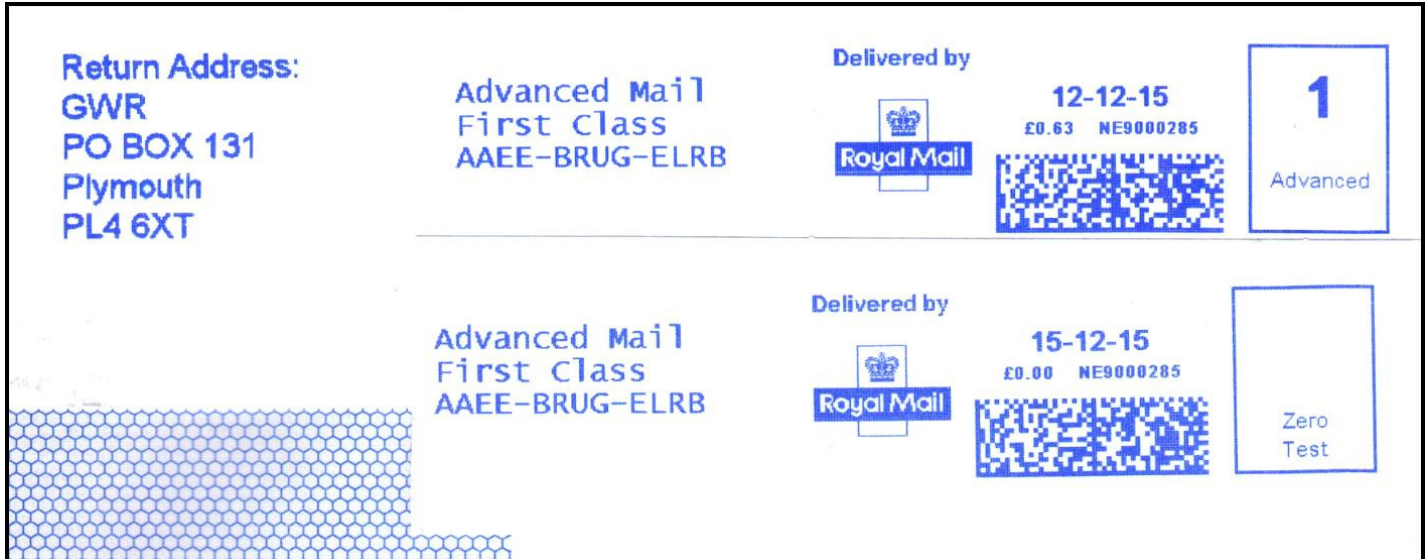 Return Address:
GWR
PO BOX 131
Plymouth
PL4 6XT
Advanced Mail
First Class
AAEE-BRUG-ELRB
Delivered by
Royal Mail
12-12-15
£0.63 NE9000285
1
Advanced
Advanced Mail
First Class
AAEE-BRUG-ELRB
Delivered by
Royal Mail
15-12-15
£0.00 NE9000285
Zero
Test